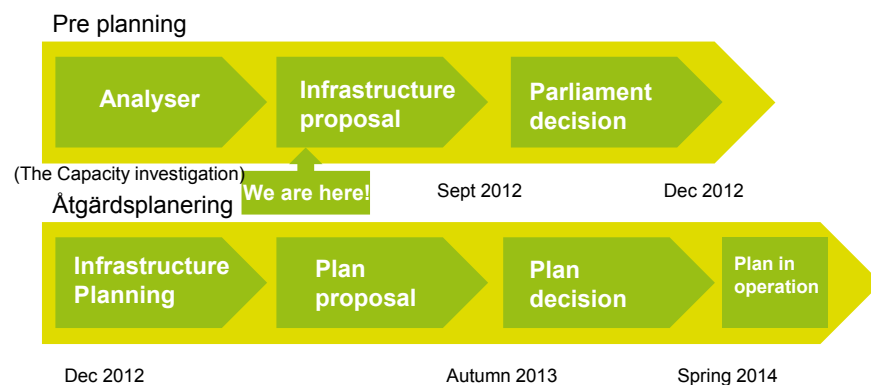 Pre planning
Analyser
Infrastructure
proposal
Parliament
decision
(The Capacity investigation)
We are here!
Sept 2012
Dec 2012
Åtgärdsplanering
Infrastructure
Planning
Plan
proposal
Plan
decision
Plan in
operation
Dec 2012
Autumn 2013
Spring 2014